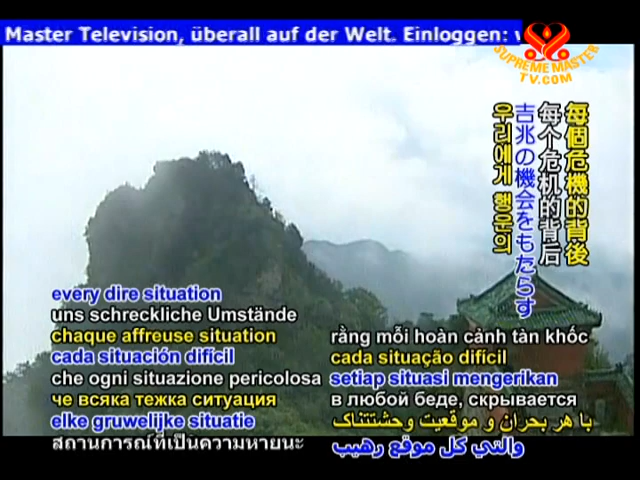 Master Television, überall auf der Welt. Einloggen:
SUPREME MASTER
TV.COM
每個危機的背後
每个危机的背后
吉兆の機会をもたらす
우리에게 행운의
every dire situation
uns schreckliche Umstände
chaque affreuse situation
cada situación difícil
che ogni situazione pericolosa
че всяка тежка ситуация
elke gruwelijke situatie
สถานการณ์ที่เป็นความหายนะ
rằng mỗi hoàn cảnh tàn khốc
cada situação difícil
setiap situasi mengerikan
в любой беде, скрывается
با هر بحران و موقعیت وحشتتناک
والتي كل موقع رهيب